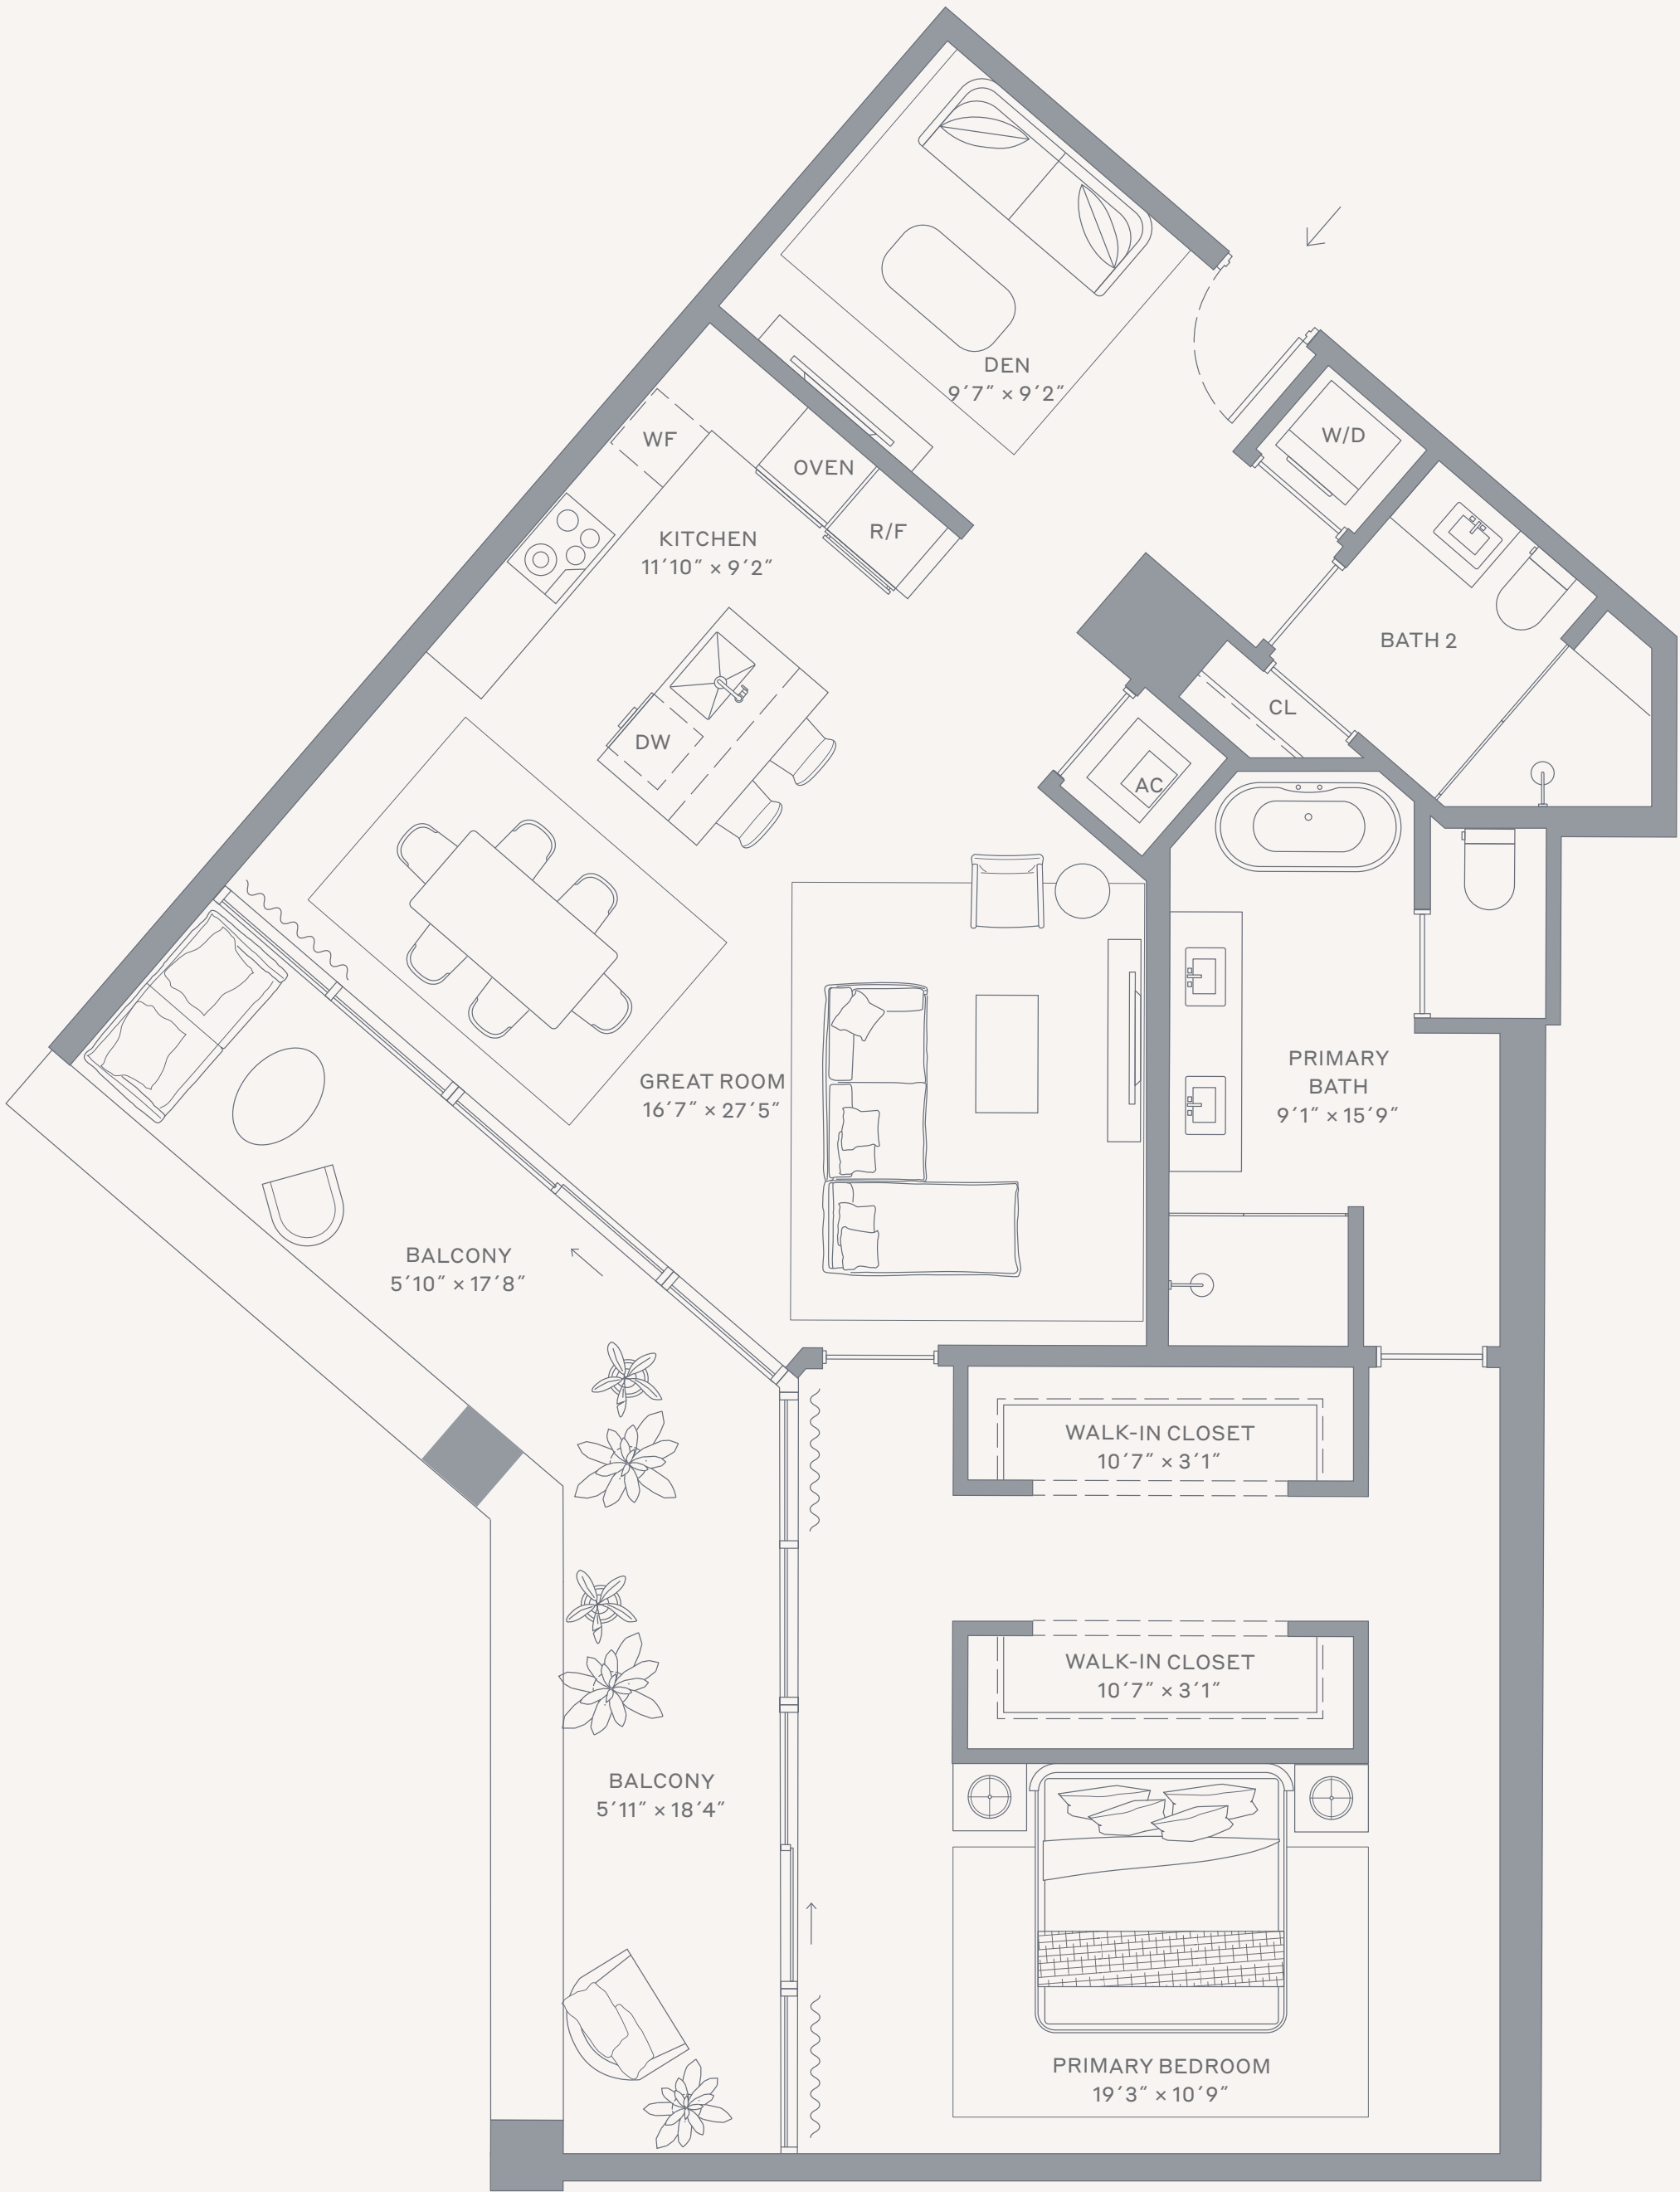 DEN
9′7″ × 9′2″
W/D
WF
OVEN
R/F
KITCHEN
11′10″ × 9′2″
BATH 2
CL
DW
AC
GREAT ROOM
16′7″ × 27′5″
PRIMARY
BATH
9′1″ × 15′9″
BALCONY
5′10″ × 17′8″
WALK-IN CLOSET
10′7″ × 3′1″
WALK-IN CLOSET
10′7″ × 3′1″
BALCONY
5′11″ × 18′4″
PRIMARY BEDROOM
19′3″ × 10′9″